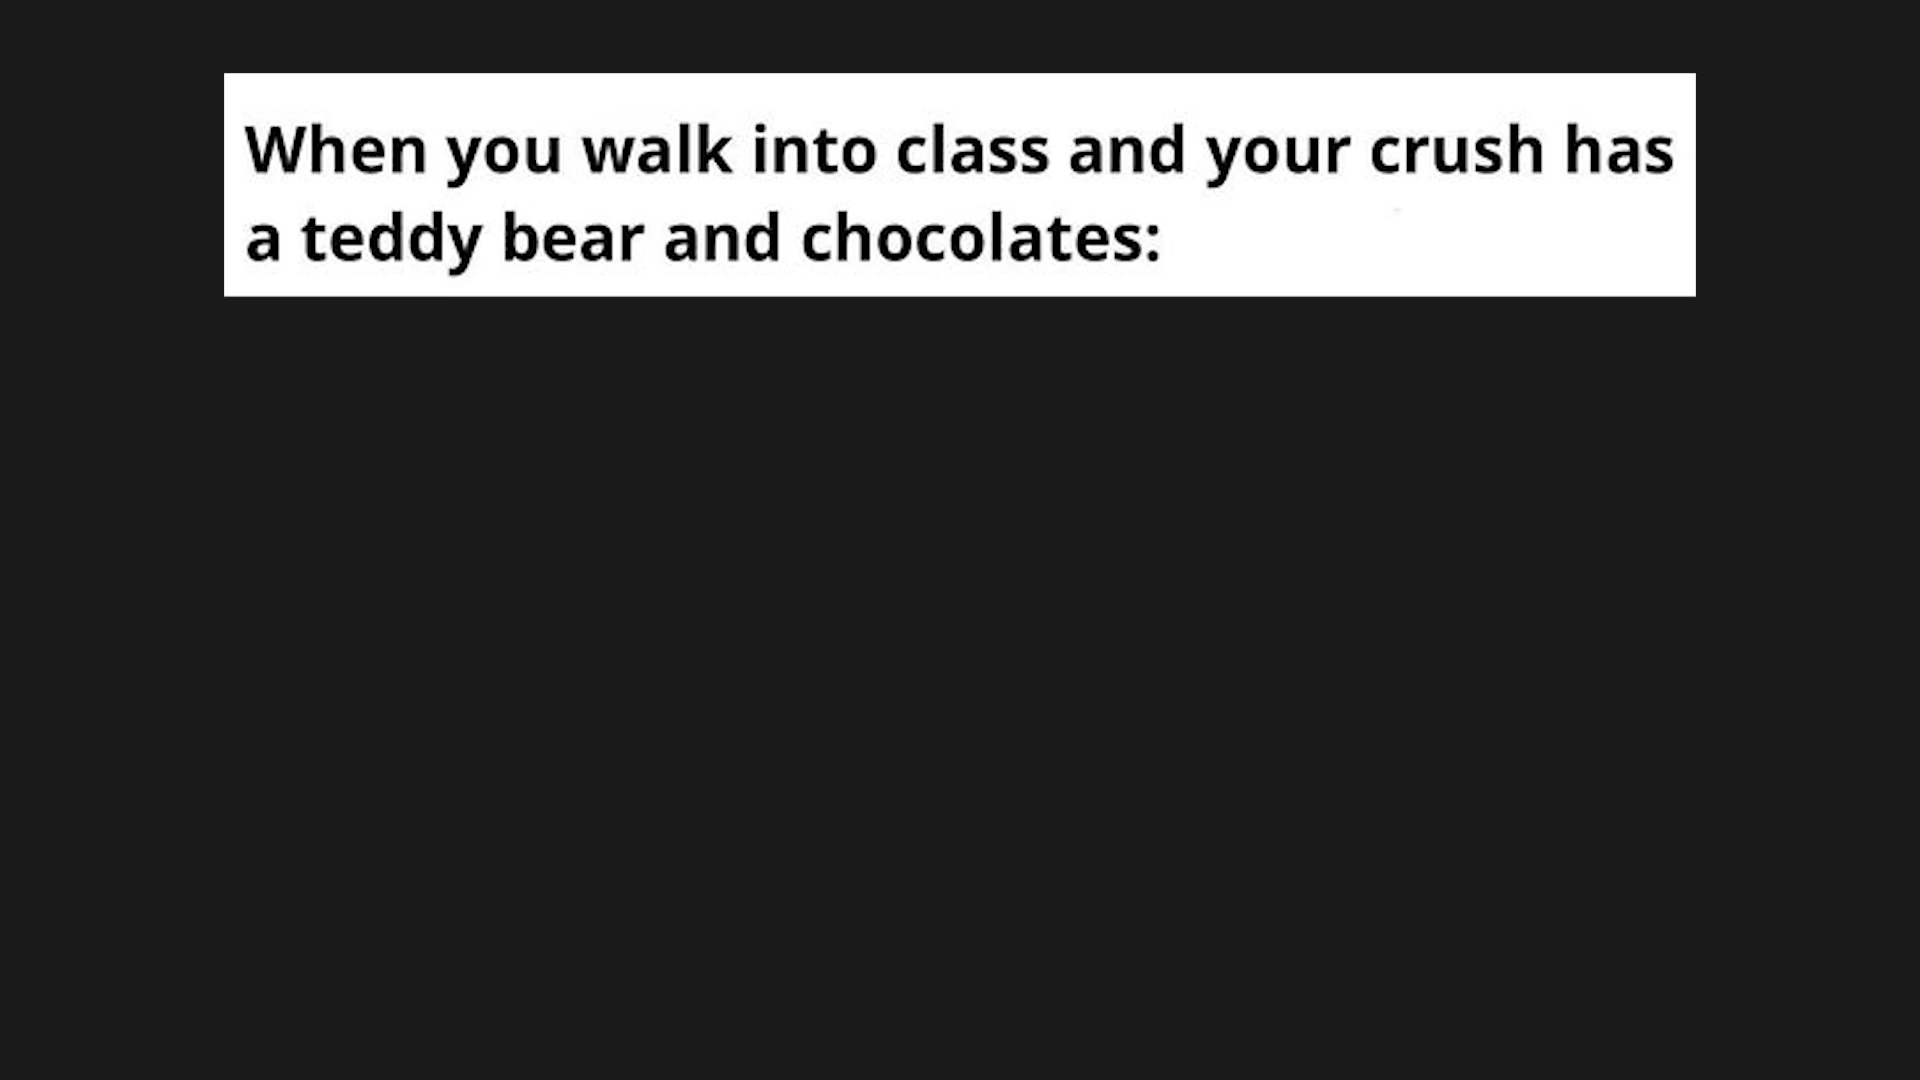 When you walk into class and your crush has
a teddy bear and chocolates: